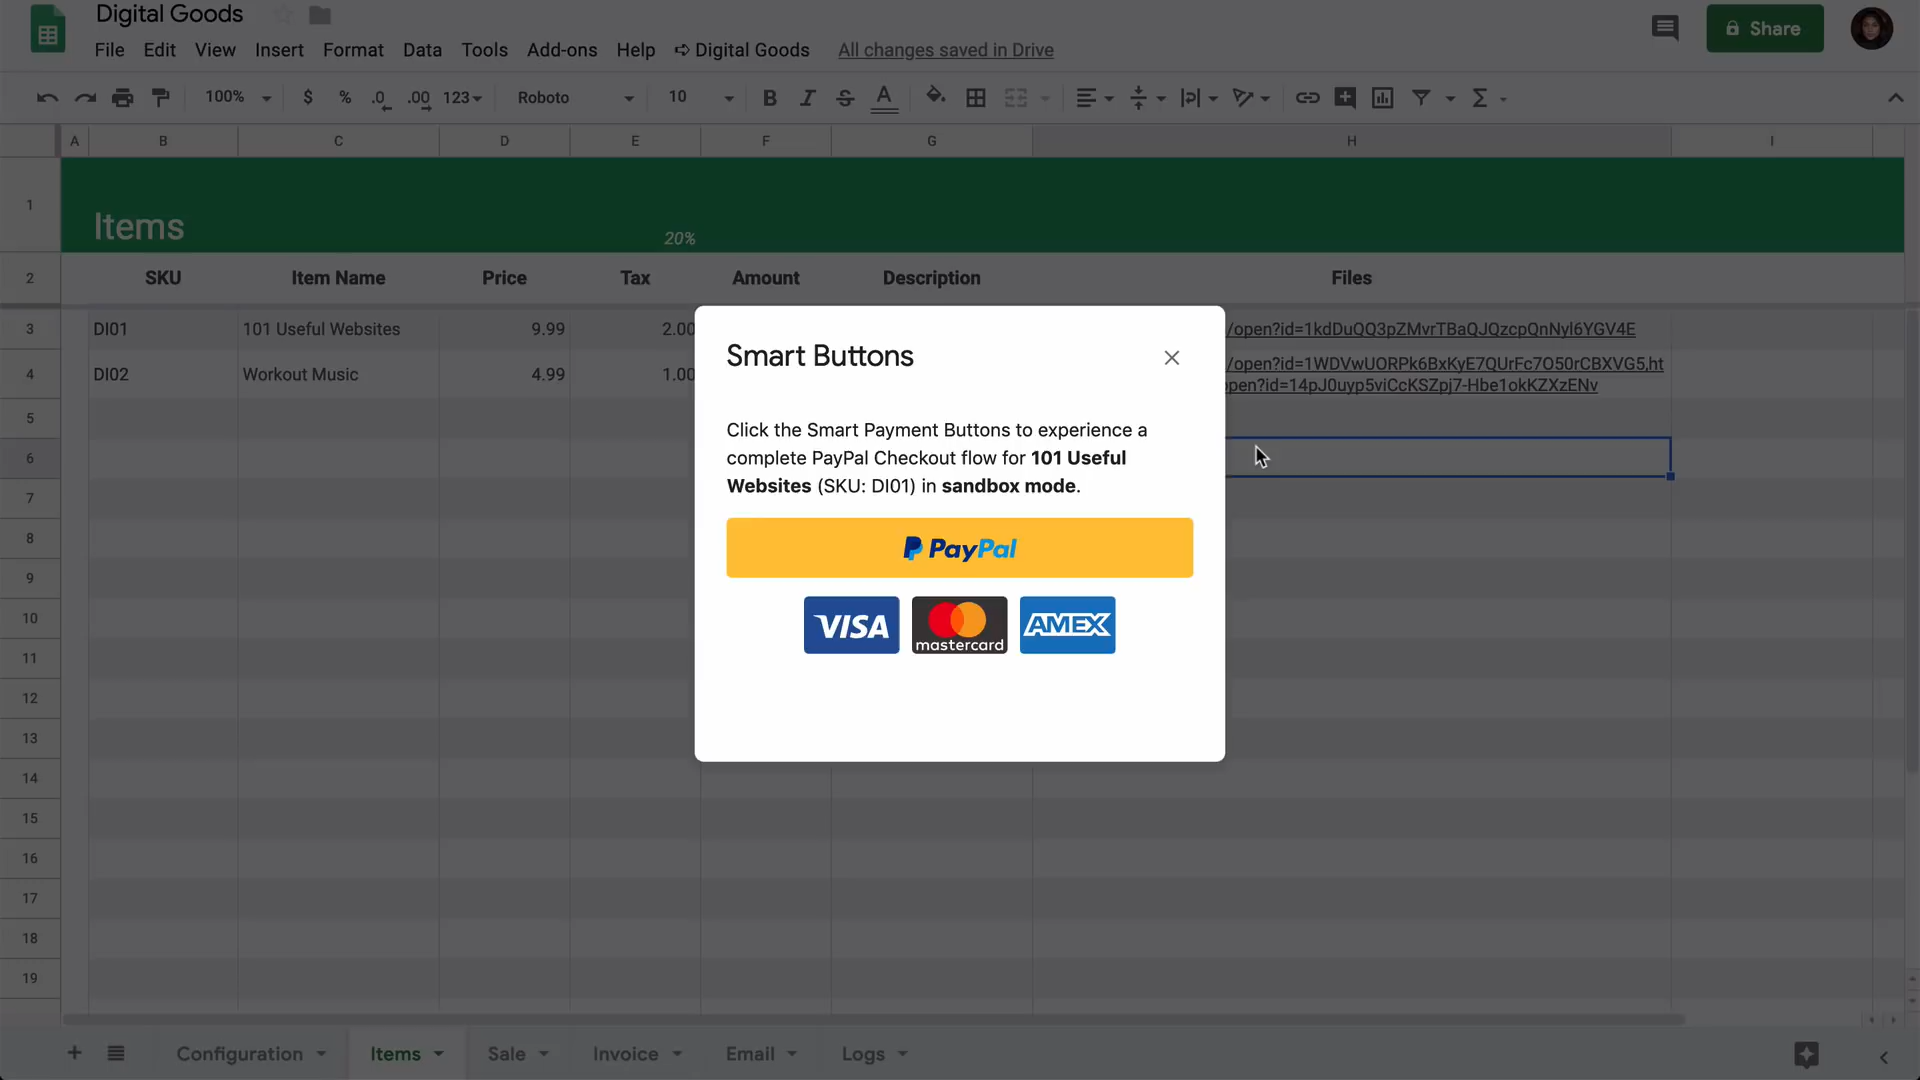 Digital Goods
File Edit View Insert Format Data Tools Add-ons Help ➪ Digital Goods All changes saved in Drive
Share
100% $ % .0 .00 123 Roboto 10 B I S A Σ
A B C D E F G H I
1 Items 20%
2 SKU Item Name Price Tax Amount Description Files
3 DI01 101 Useful Websites 9.99 2.00 /open?id=1kdDuQQ3pZMvrTBaQJQzcpQnNyl6YGV4E
4 DI02 Workout Music 4.99 1.00 /open?id=1WDVwUORPk6BxKyE7QUrFc7O50rCBXVG5,ht
open?id=14pJ0uyp5viCcKSZpj7-Hbe1okKZXzENv
5
6
7
8
9
10
11
12
13
14
15
16
17
18
19
Smart Buttons
Click the Smart Payment Buttons to experience a
complete PayPal Checkout flow for 101 Useful
Websites (SKU: DI01) in sandbox mode.
PayPal
VISA mastercard AMEX
Configuration Items Sale Invoice Email Logs